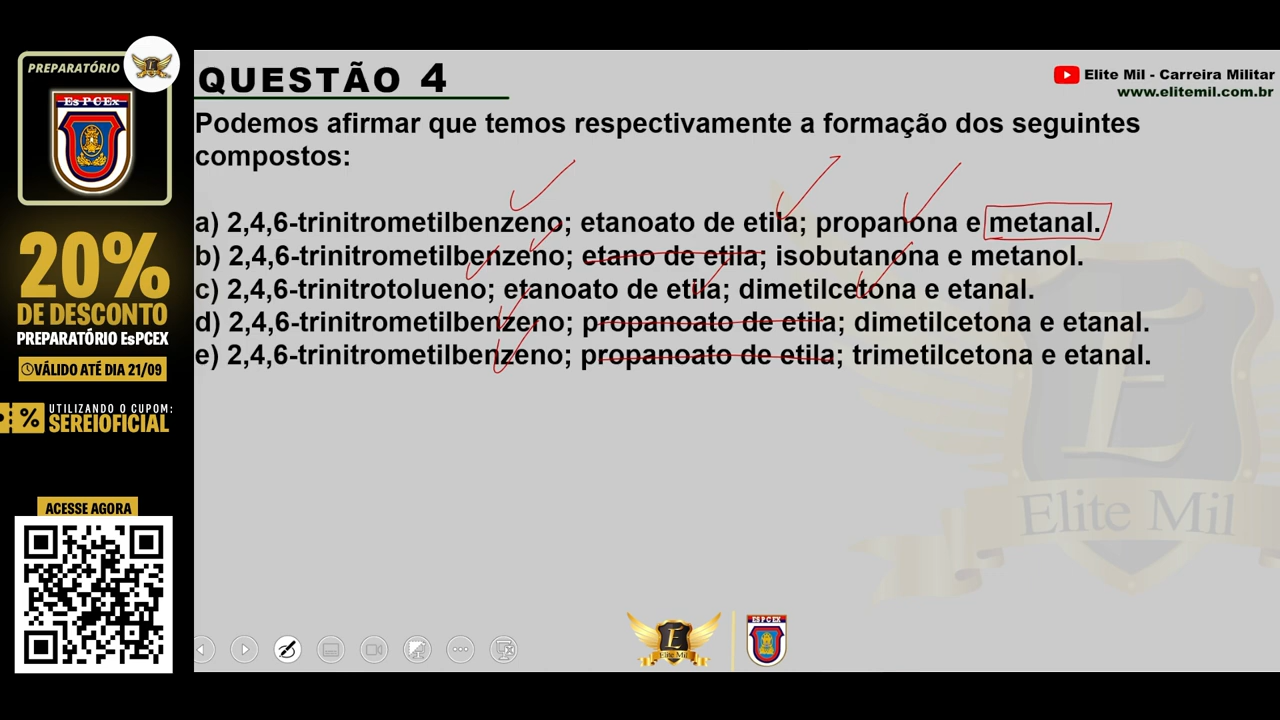 PREPARATÓRIO
EsPCEx
20%
DE DESCONTO
PREPARATÓRIO EsPCEX
VÁLIDO ATÉ DIA 21/09
%
UTILIZANDO O CUPOM:
SEREIOFICIAL
ACESSE AGORA
QUESTÃO 4
Elite Mil - Carreira Militar
www.elitemil.com.br
Podemos afirmar que temos respectivamente a formação dos seguintes
compostos:
a) 2,4,6-trinitrometilbenzeno; etanoato de etila; propanona e metanal.
b) 2,4,6-trinitrometilbenzeno; etano de etila; isobutanona e metanol.
c) 2,4,6-trinitrotolueno; etanoato de etila; dimetilcetona e etanal.
d) 2,4,6-trinitrometilbenzeno; propanoato de etila; dimetilcetona e etanal.
e) 2,4,6-trinitrometilbenzeno; propanoato de etila; trimetilcetona e etanal.
E
Elite Mil
E
Elite Mil
ESPCEX